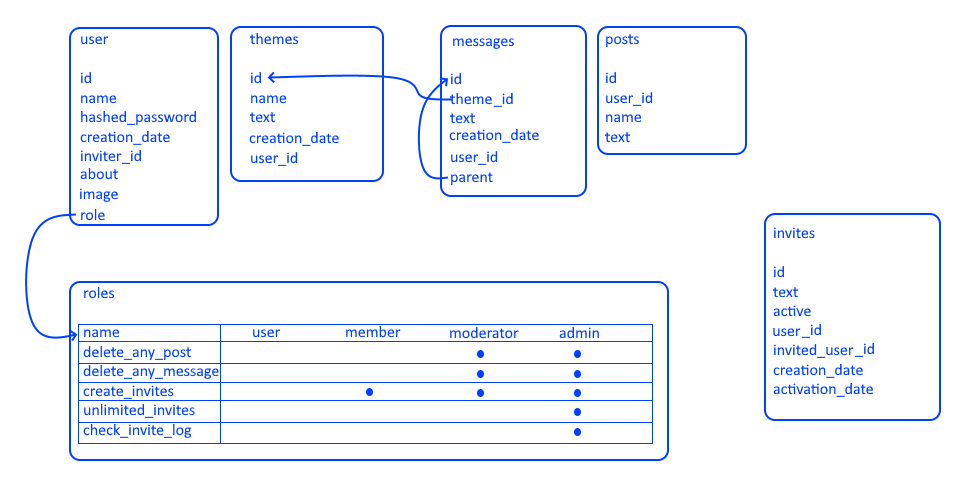 user
id
name
hashed_password
creation_date
inviter_id
about
image
role
themes
id
name
text
creation_date
user_id
messages
id
theme_id
text
creation_date
user_id
parent
posts
id
user_id
name
text
invites
id
text
active
user_id
invited_user_id
creation_date
activation_date
roles
name user member moderator admin
delete_any_post
delete_any_message
create_invites
unlimited_invites
check_invite_log